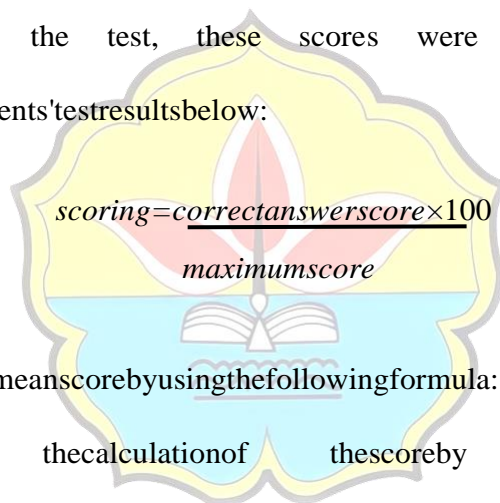 the test, these scores were
ents'testresultsbelow:
scoring=correctanswerscore×100
maximumscore
meanscorebyusingthefollowingformula:
thecalculationof thescoreby